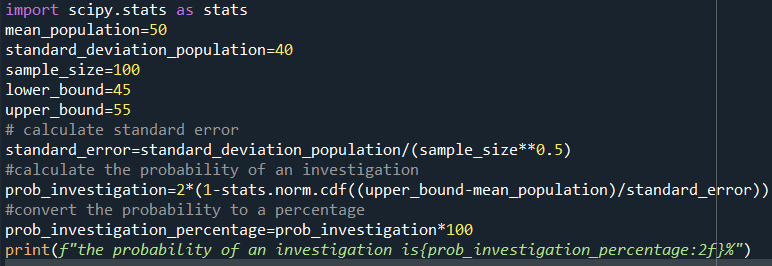 import scipy.stats as stats
mean_population=50
standard_deviation_population=40
sample_size=100
lower_bound=45
upper_bound=55
# calculate standard error
standard_error=standard_deviation_population/(sample_size**0.5)
#calculate the probability of an investigation
prob_investigation=2*(1-stats.norm.cdf((upper_bound-mean_population)/standard_error))
#convert the probability to a percentage
prob_investigation_percentage=prob_investigation*100
print(f"the probability of an investigation is{prob_investigation_percentage:2f}%")